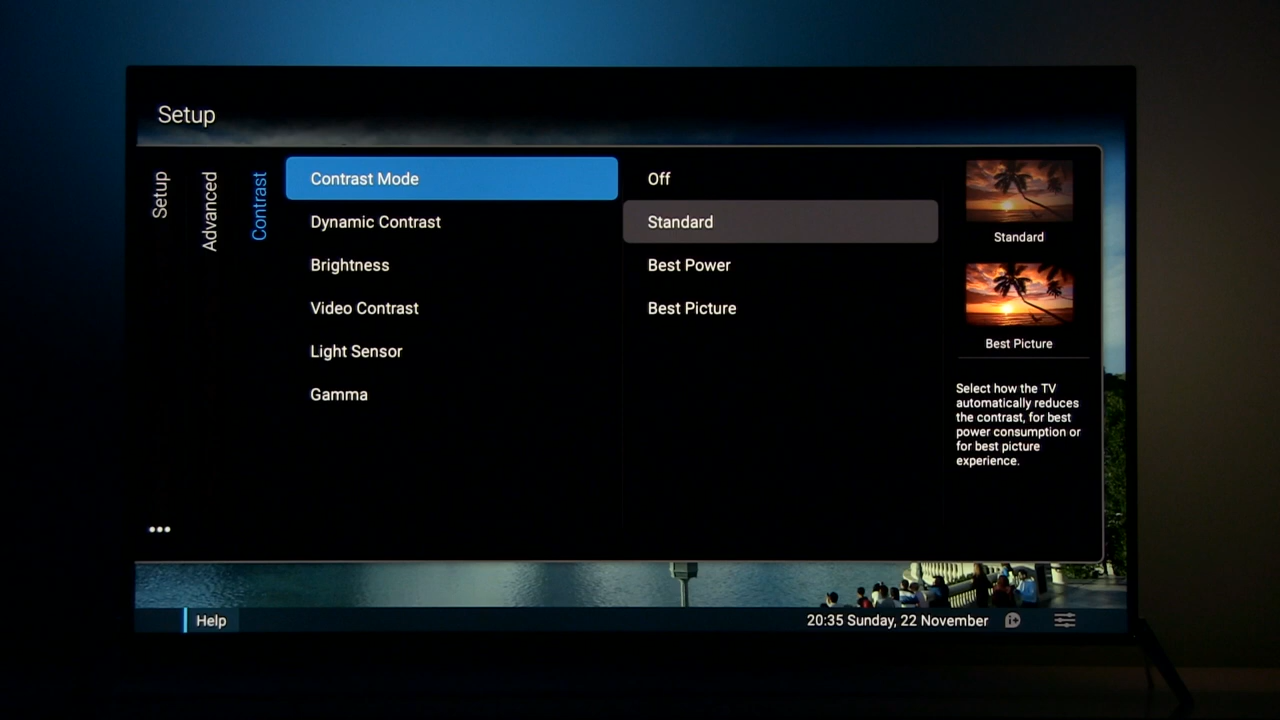 Setup
Setup
Advanced
Contrast
Contrast Mode
Dynamic Contrast
Brightness
Video Contrast
Light Sensor
Gamma
Off
Standard
Best Power
Best Picture
Standard
Best Picture
Select how the TV
automatically reduces
the contrast, for best
power consumption or
for best picture
experience.
Help
20:35 Sunday, 22 November